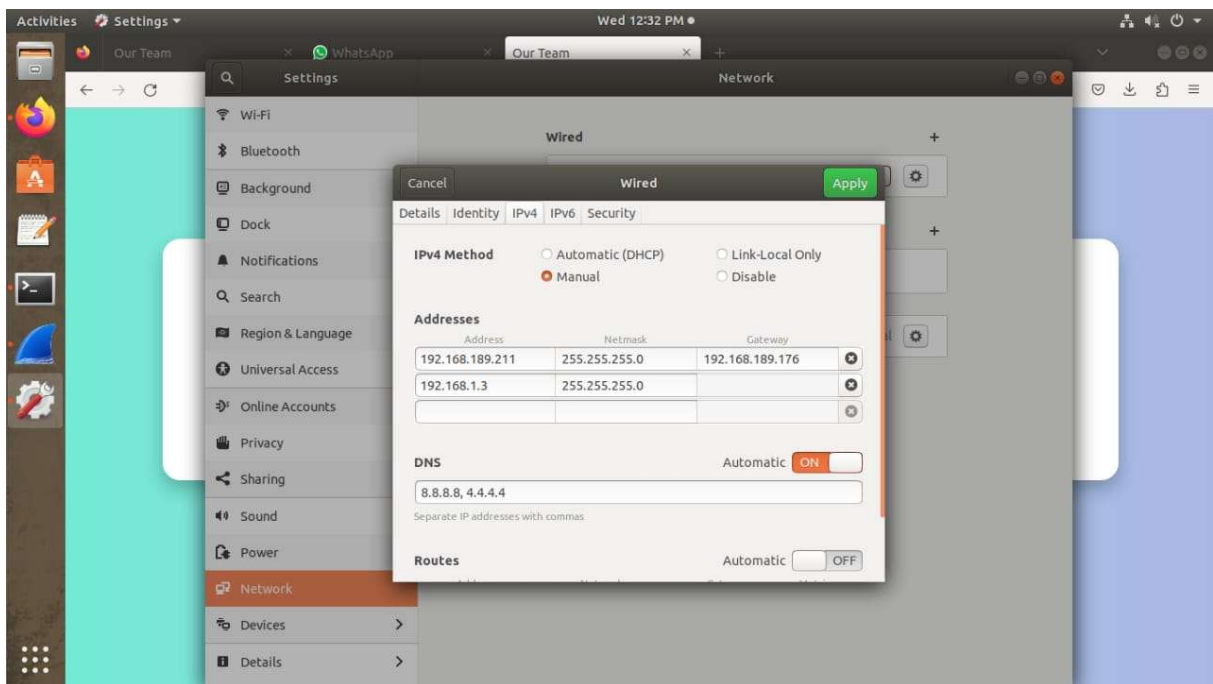 Activities Settings Wed 12:32 PM
Our Team WhatsApp Our Team
Settings Network
Wi-Fi
Bluetooth
Background
Dock
Notifications
Search
Region & Language
Universal Access
Online Accounts
Privacy
Sharing
Sound
Power
Network
Devices
Details
Wired
Cancel Wired Apply
Details Identity IPv4 IPv6 Security
IPv4 Method Automatic (DHCP) Link-Local Only
Manual Disable
Addresses
Address Netmask Gateway
192.168.189.211 255.255.255.0 192.168.189.176
192.168.1.3 255.255.255.0
DNS Automatic ON
8.8.8.8, 4.4.4.4
Separate IP addresses with commas
Routes Automatic OFF